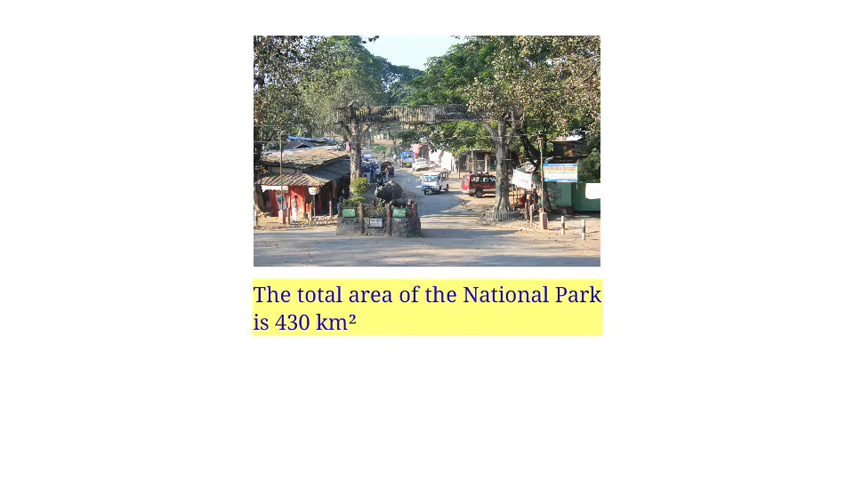 The total area of the National Park
is 430 km²